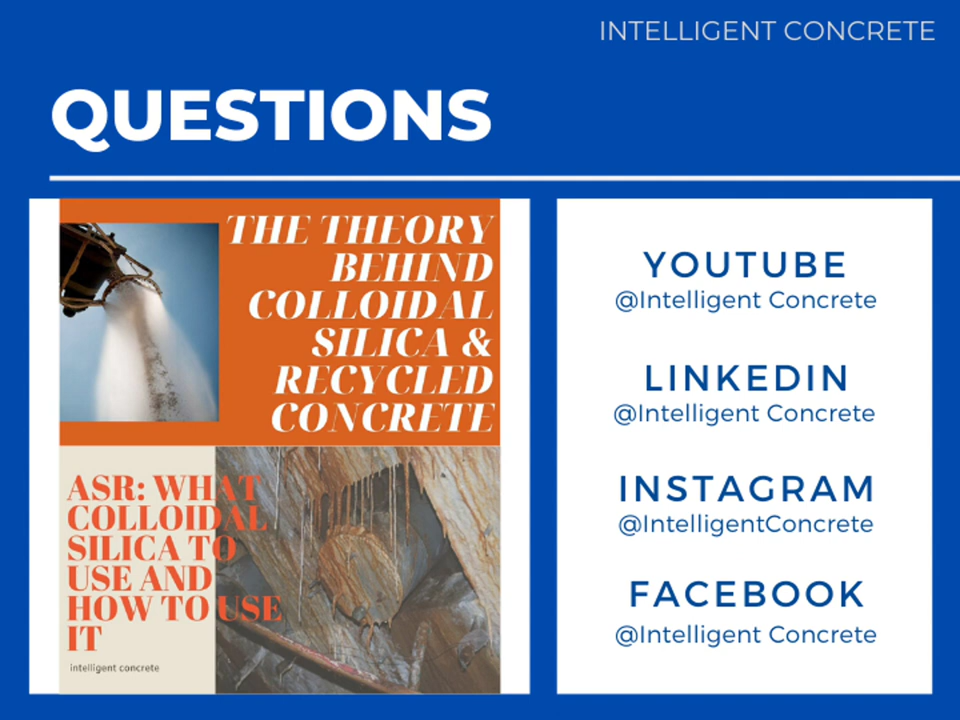 INTELLIGENT CONCRETE
QUESTIONS
THE THEORY
BEHIND
COLLOIDAL
SILICA &
RECYCLED
CONCRETE
ASR: WHAT
COLLOIDAL
SILICA TO
USE AND
HOW TO USE
IT
intelligent concrete
YOUTUBE
@Intelligent Concrete
LINKEDIN
@Intelligent Concrete
INSTAGRAM
@IntelligentConcrete
FACEBOOK
@Intelligent Concrete